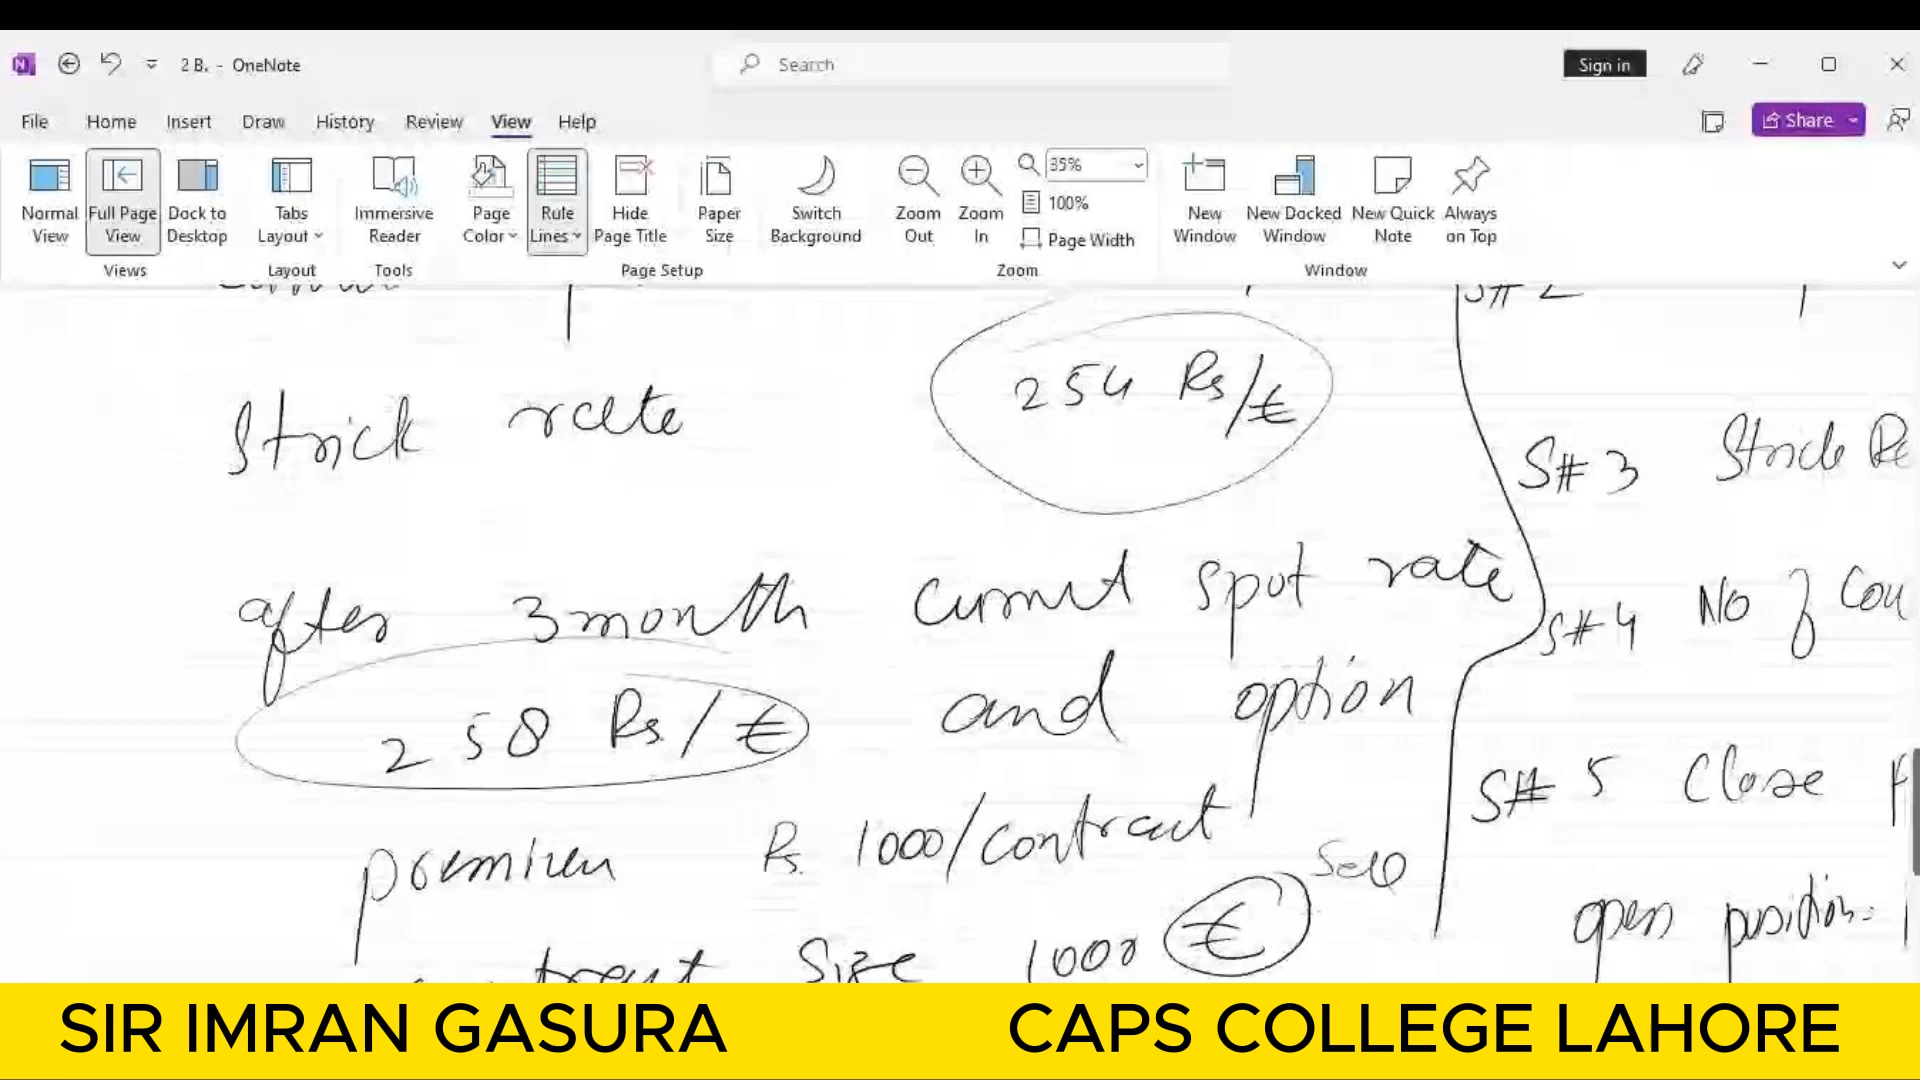 2 B. - OneNote
Search
Sign in
File Home Insert Draw History Review View Help
Share
Normal View
Full Page View
Dock to Desktop
Tabs Layout
Immersive Reader
Page Color
Rule Lines
Hide Page Title
Paper Size
Switch Background
Zoom Out
Zoom In
35%
100%
Page Width
New Window
New Docked Window
New Quick Note
Always on Top
Views
Layout
Tools
Page Setup
Zoom
Window
Strick rate 254 Rs/€
after 3month current spot rate
258 Rs/€ and option
premium Rs 1000/contract
Size 1000 € Sell
S# 2
S# 3 Strick
S# 4 No of
S# 5 Close
open position
SIR IMRAN GASURA
CAPS COLLEGE LAHORE